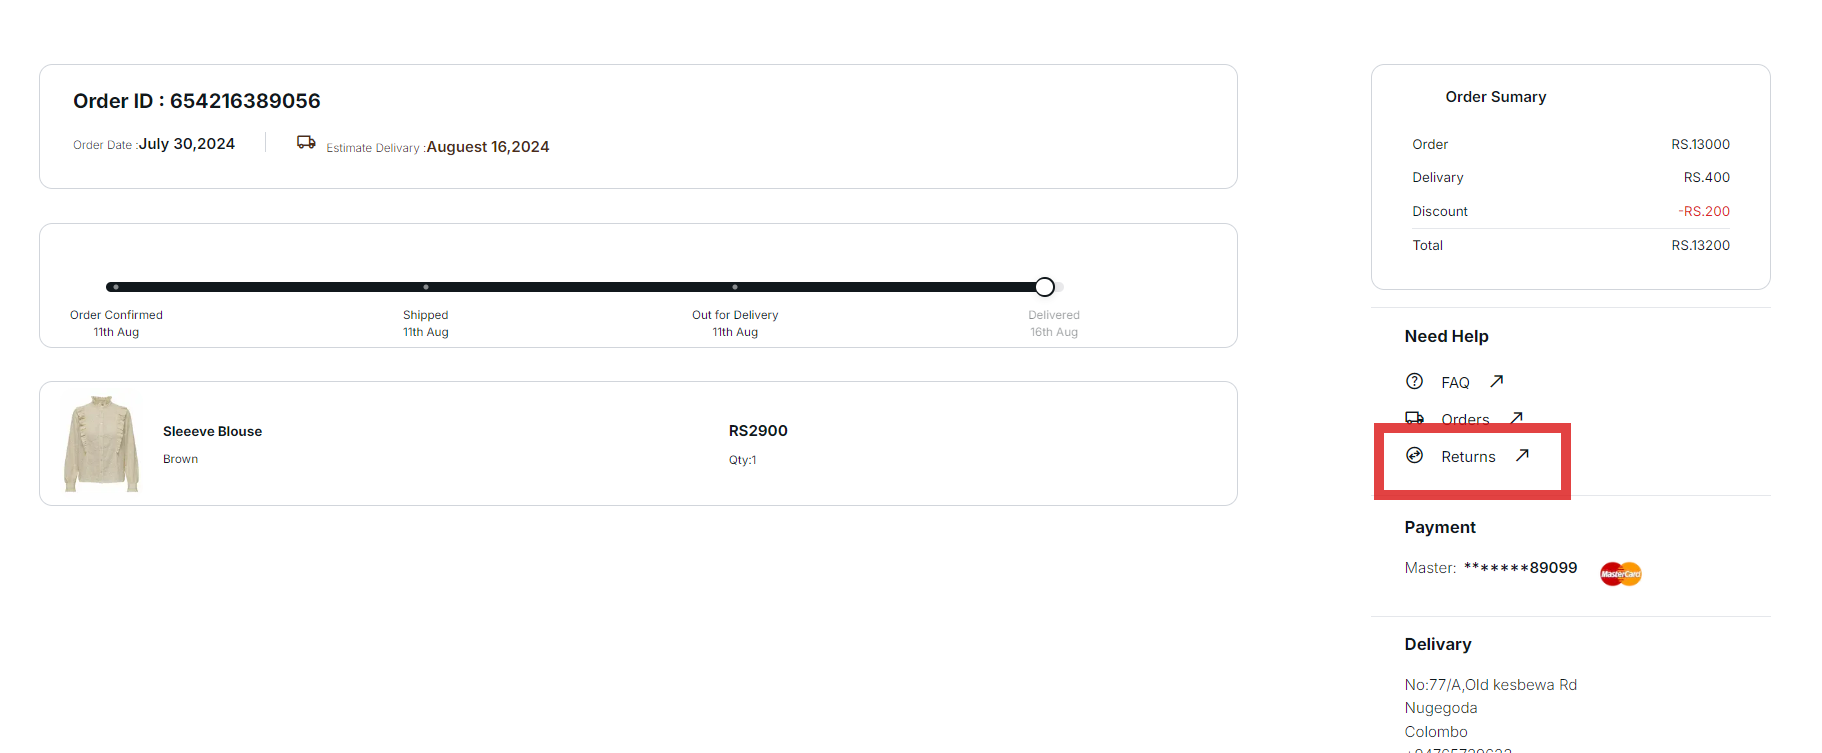 Order ID : 654216389056
Order Date :July 30,2024
Estimate Delivary :Auguest 16,2024
Order Confirmed
11th Aug
Shipped
11th Aug
Out for Delivery
11th Aug
Delivered
16th Aug
Sleeeve Blouse
Brown
RS2900
Qty:1
Order Sumary
Order RS.13000
Delivary RS.400
Discount -RS.200
Total RS.13200
Need Help
FAQ
Orders
Returns
Payment
Master: *******89099
MasterCard
Delivary
No:77/A,Old kesbewa Rd
Nugegoda
Colombo